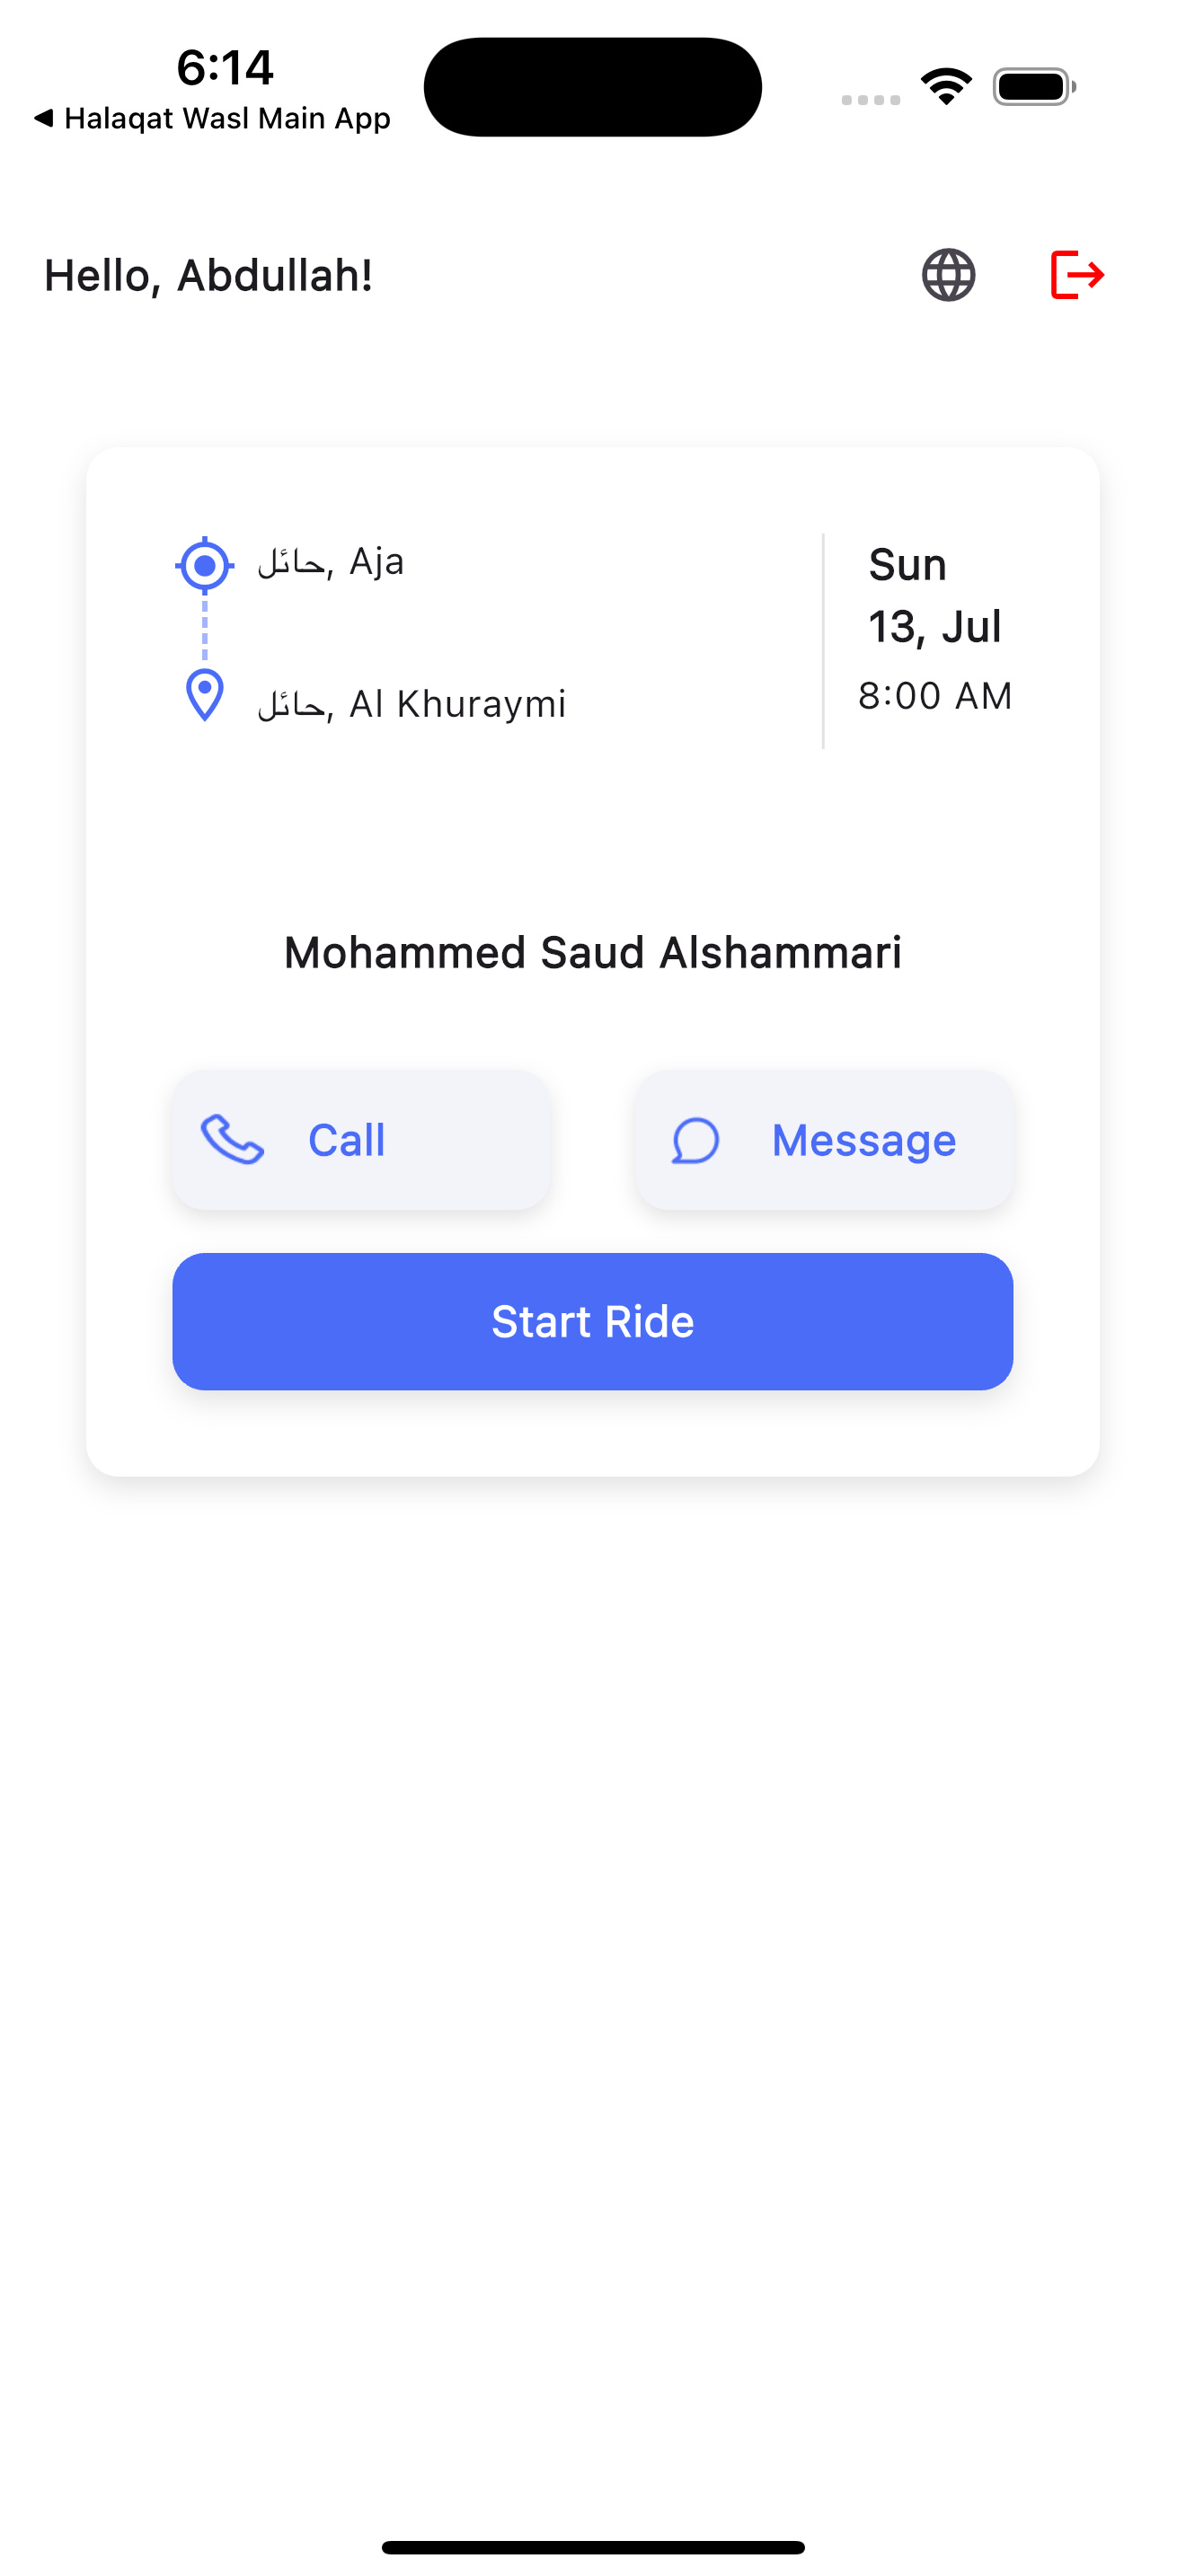 6:14
Halaqat Wasl Main App
Hello, Abdullah!
حائل, Aja
Sun
13, Jul
حائل, Al Khuraymi
8:00 AM
Mohammed Saud Alshammari
Call
Message
Start Ride